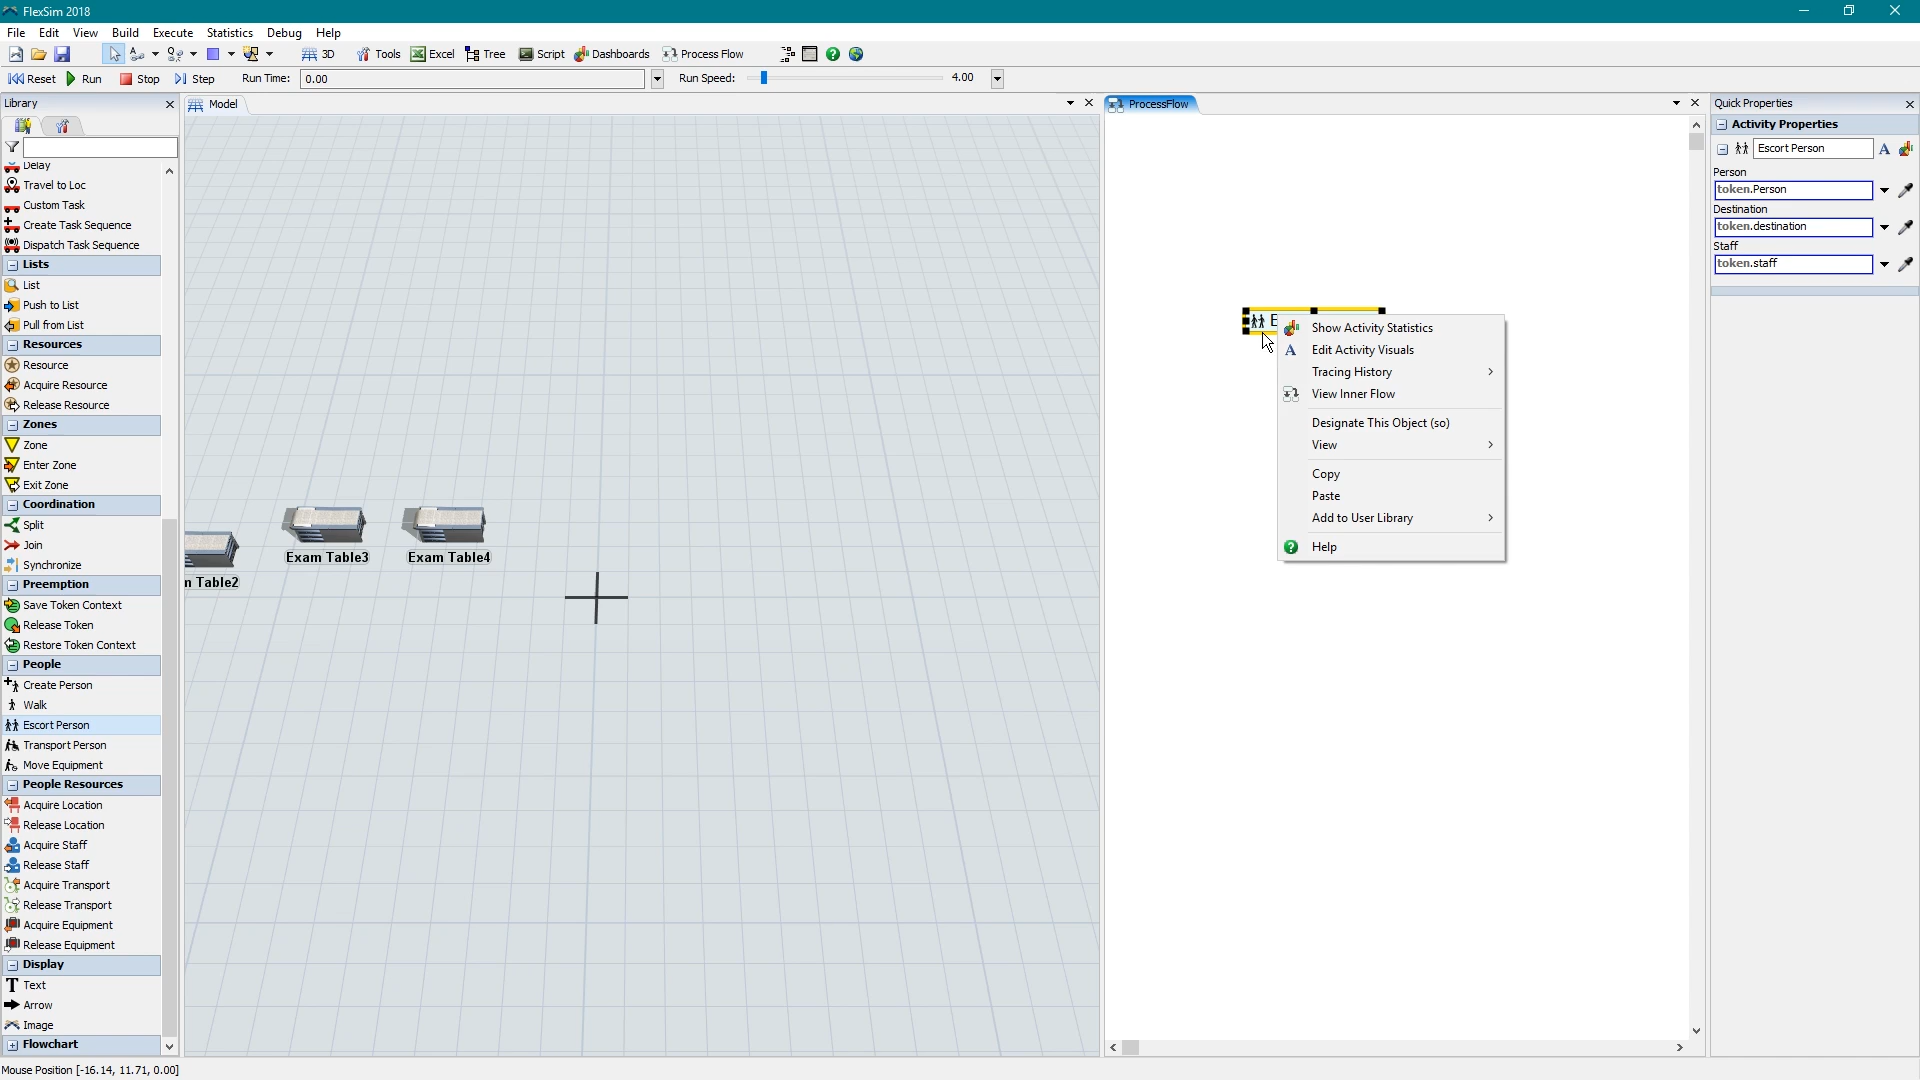 FlexSim 2018
File Edit View Build Execute Statistics Debug Help
3D Tools Excel Tree Script Dashboards Process Flow
Reset Run Stop Step Run Time: 0.00 Run Speed: 4.00
Library
Delay
Travel to Loc
Custom Task
Create Task Sequence
Dispatch Task Sequence
Lists
List
Push to List
Pull from List
Resources
Resource
Acquire Resource
Release Resource
Zones
Zone
Enter Zone
Exit Zone
Coordination
Split
Join
Synchronize
Preemption
Save Token Context
Release Token
Restore Token Context
People
Create Person
Walk
Escort Person
Transport Person
Move Equipment
People Resources
Acquire Location
Release Location
Acquire Staff
Release Staff
Acquire Transport
Release Transport
Acquire Equipment
Release Equipment
Display
Text
Arrow
Image
Flowchart
Model
n Table2
Exam Table3
Exam Table4
ProcessFlow
E
Show Activity Statistics
Edit Activity Visuals
Tracing History
View Inner Flow
Designate This Object (so)
View
Copy
Paste
Add to User Library
Help
Quick Properties
Activity Properties
Escort Person
Person
token.Person
Destination
token.destination
Staff
token.staff
Mouse Position [-16.14, 11.71, 0.00]